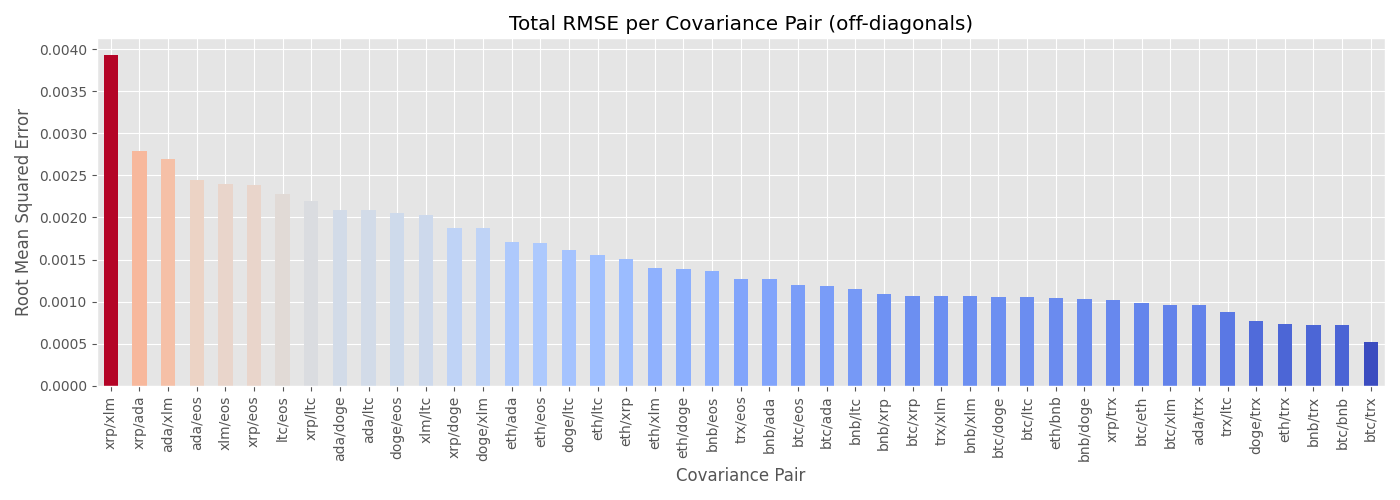 Total RMSE per Covariance Pair (off-diagonals)
Root Mean Squared Error
0.0040
0.0035
0.0030
0.0025
0.0020
0.0015
0.0010
0.0005
0.0000
xrp/xlm
xrp/ada
ada/xlm
ada/eos
xlm/eos
xrp/eos
ltc/eos
xrp/ltc
ada/doge
ada/ltc
doge/eos
xlm/ltc
xrp/doge
doge/xlm
eth/ada
eth/eos
doge/ltc
eth/ltc
eth/xrp
eth/xlm
eth/doge
bnb/eos
trx/eos
bnb/ada
btc/eos
btc/ada
bnb/ltc
bnb/xrp
btc/xrp
trx/xlm
bnb/xlm
btc/doge
btc/ltc
eth/bnb
bnb/doge
xrp/trx
btc/eth
btc/xlm
ada/trx
trx/ltc
doge/trx
eth/trx
bnb/trx
btc/bnb
btc/trx
Covariance Pair